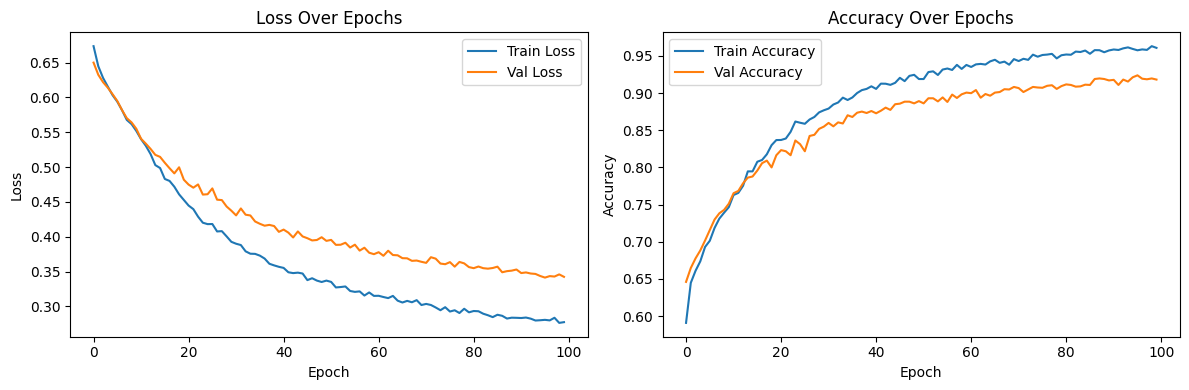 Loss Over Epochs
Train Loss
Val Loss
0.65
0.60
0.55
0.50
0.45
0.40
0.35
0.30
Loss
0
20
40
60
80
100
Epoch
Accuracy Over Epochs
Train Accuracy
Val Accuracy
0.95
0.90
0.85
0.80
0.75
0.70
0.65
0.60
Accuracy
0
20
40
60
80
100
Epoch